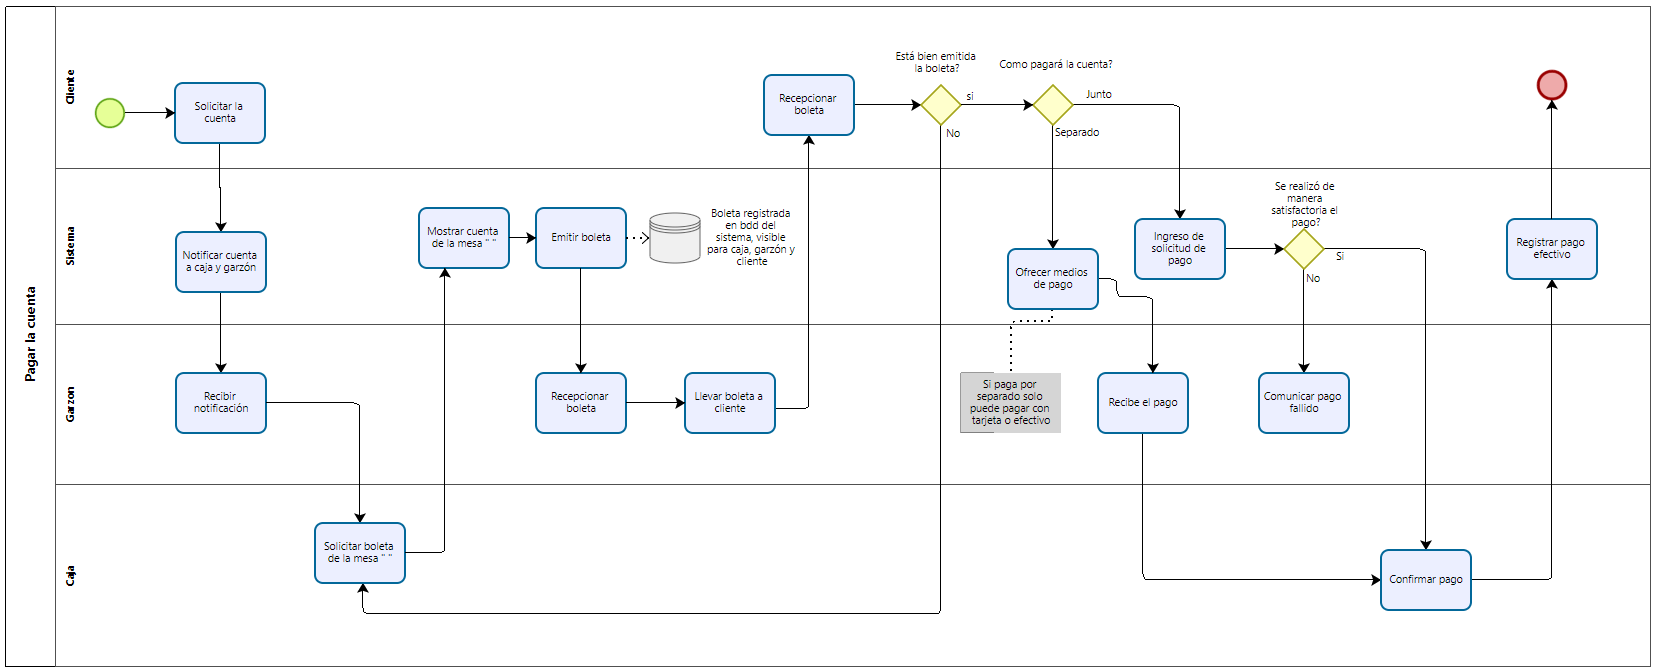 Pagar la cuenta
Cliente
Solicitar la
cuenta
Recepcionar
boleta
Está bien emitida
la boleta?
si
No
Como pagará la cuenta?
Junto
Separado
Sistema
Notificar cuenta
a caja y garzón
Mostrar cuenta
de la mesa " "
Emitir boleta
Boleta registrada
en bdd del
sistema, visible
para caja, garzón y
cliente
Ofrecer medios
de pago
Ingreso de
solicitud de
pago
Se realizó de
manera
satisfactoria el
pago?
Si
No
Registrar pago
efectivo
Garzon
Recibir
notificación
Recepcionar
boleta
Llevar boleta a
cliente
Si paga por
separado solo
puede pagar con
tarjeta o efectivo
Recibe el pago
Comunicar pago
fallido
Caja
Solicitar boleta
de la mesa " "
Confirmar pago